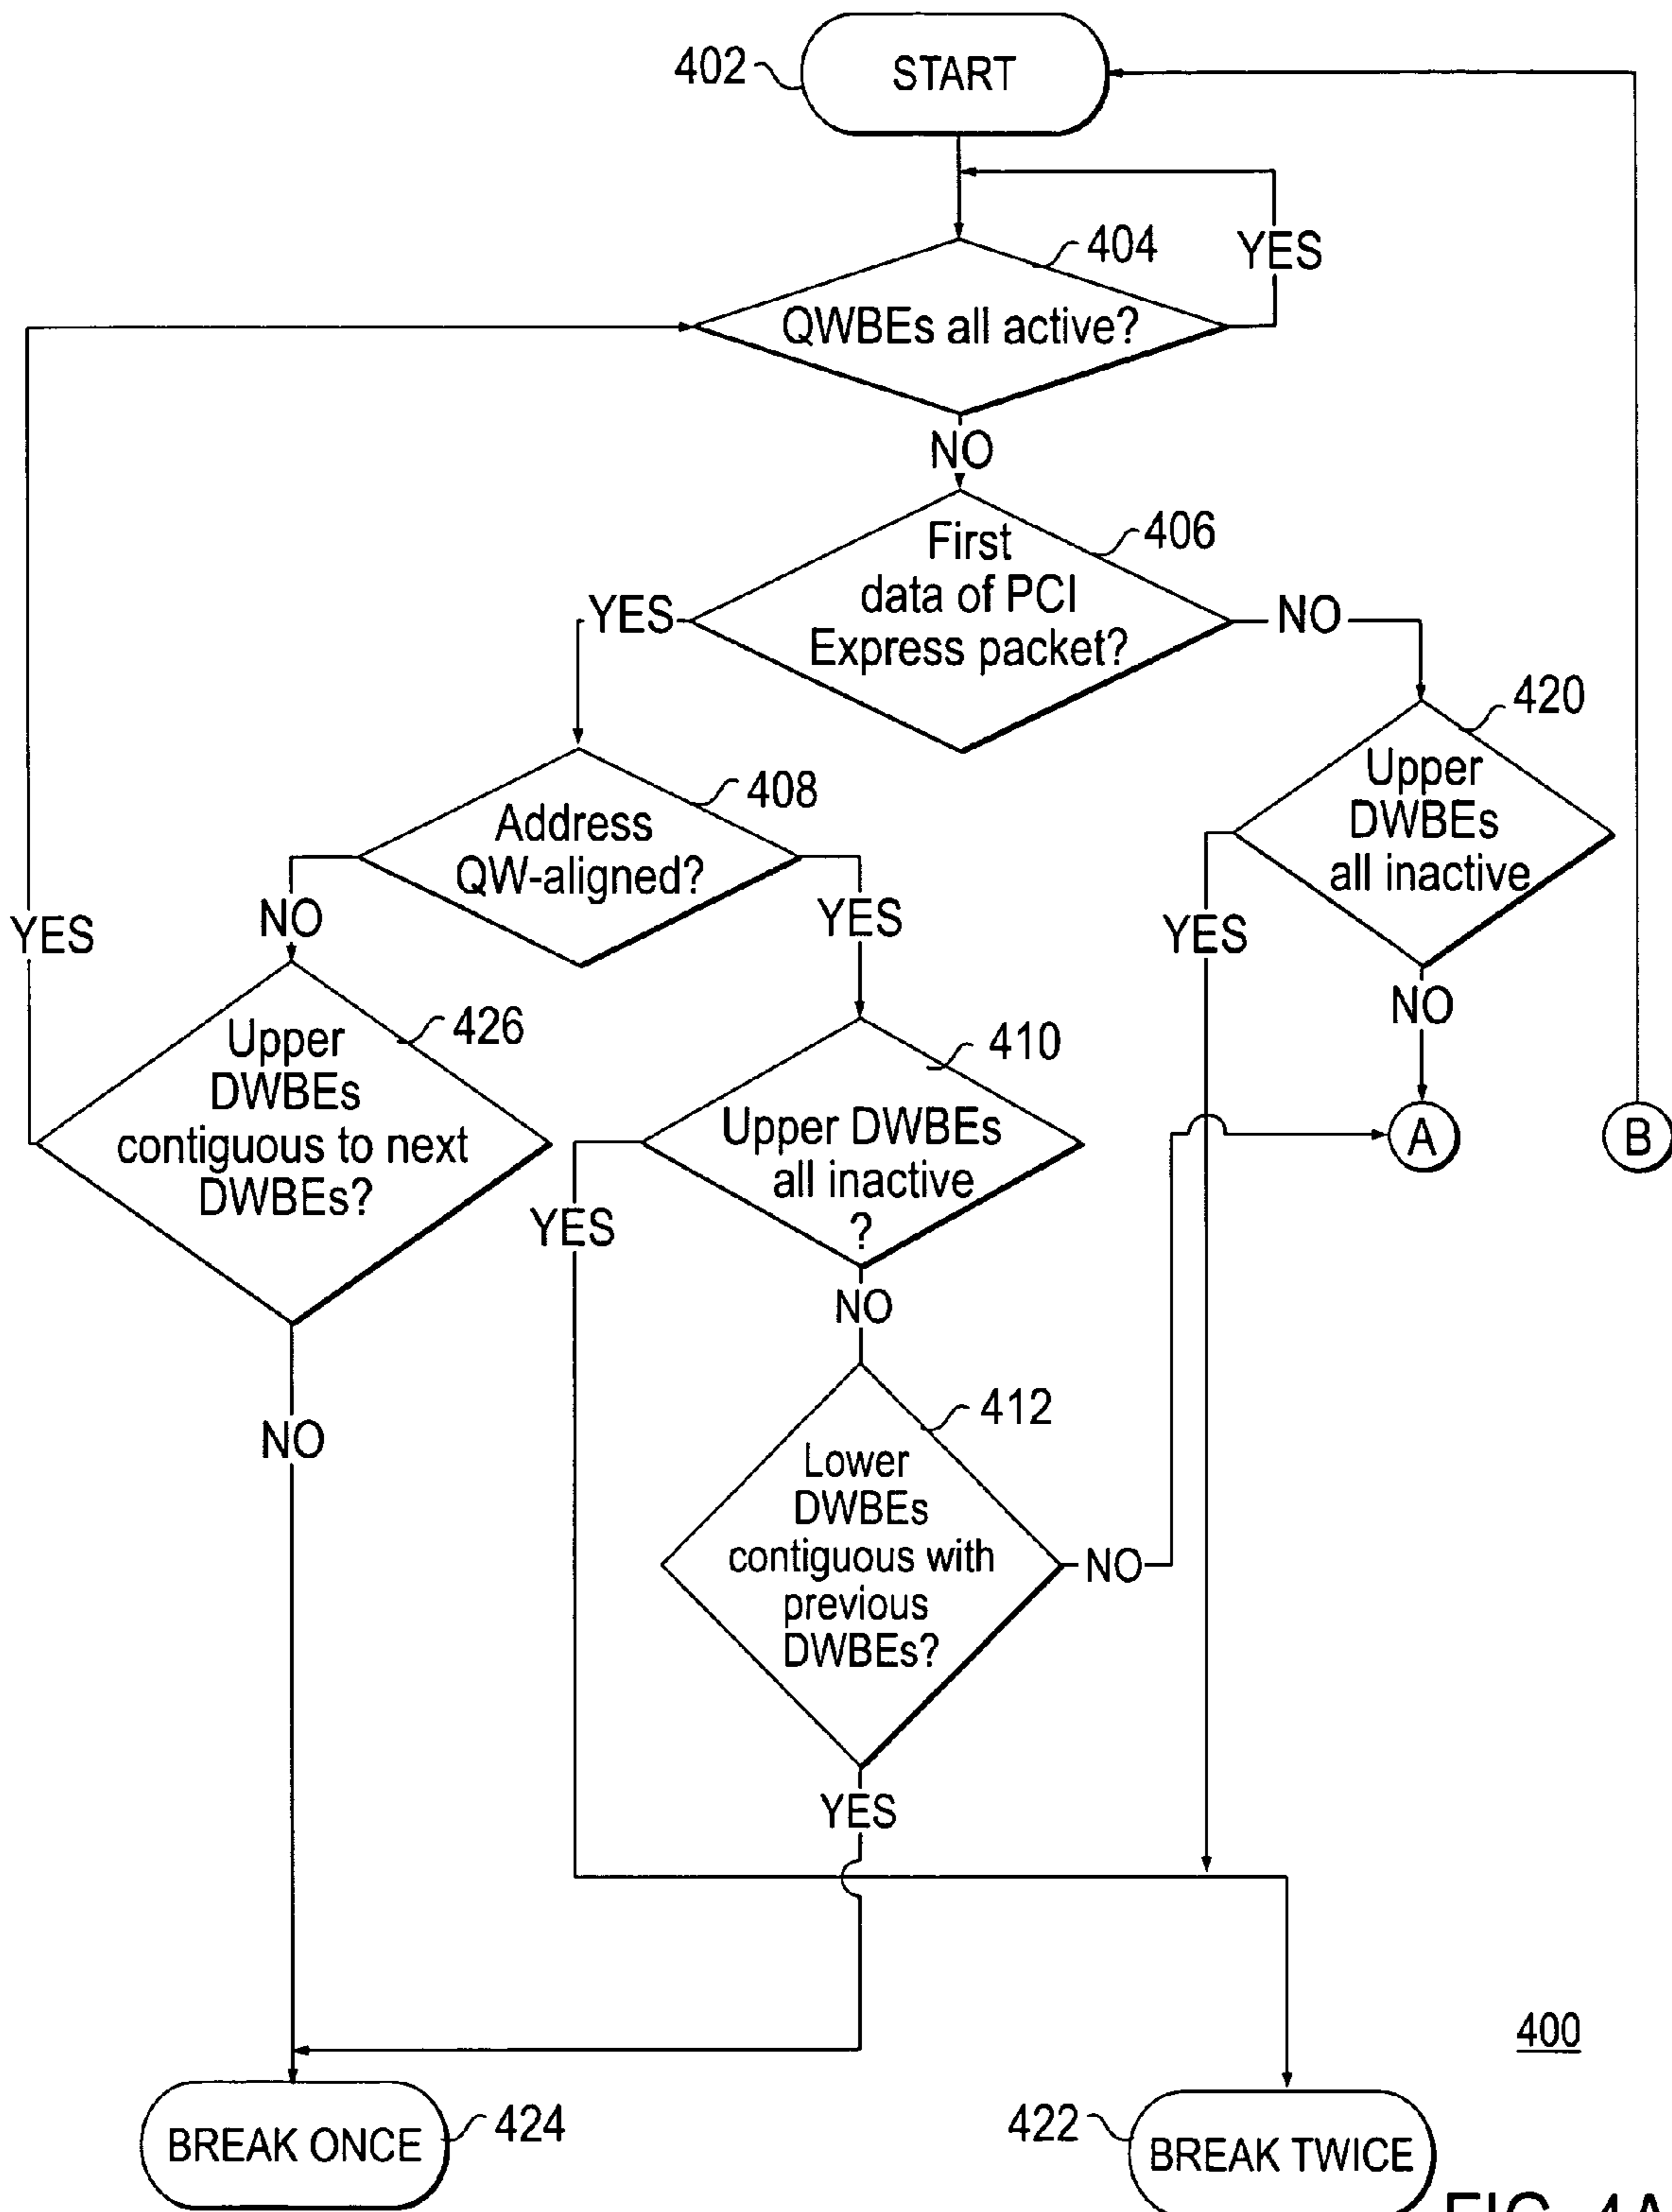 402
START
404
YES
QWBEs all active?
NO
406
First
data of PCI
Express packet?
YES
NO
420
Upper
DWBEs
all inactive
408
Address
QW-aligned?
YES
NO
YES
YES
NO
426
Upper
DWBEs
contiguous to next
DWBEs?
410
Upper DWBEs
all inactive
?
A
B
YES
NO
412
Lower
DWBEs
contiguous with
previous
DWBEs?
NO
NO
YES
400
BREAK ONCE
424
422
BREAK TWICE
FIG. 4A